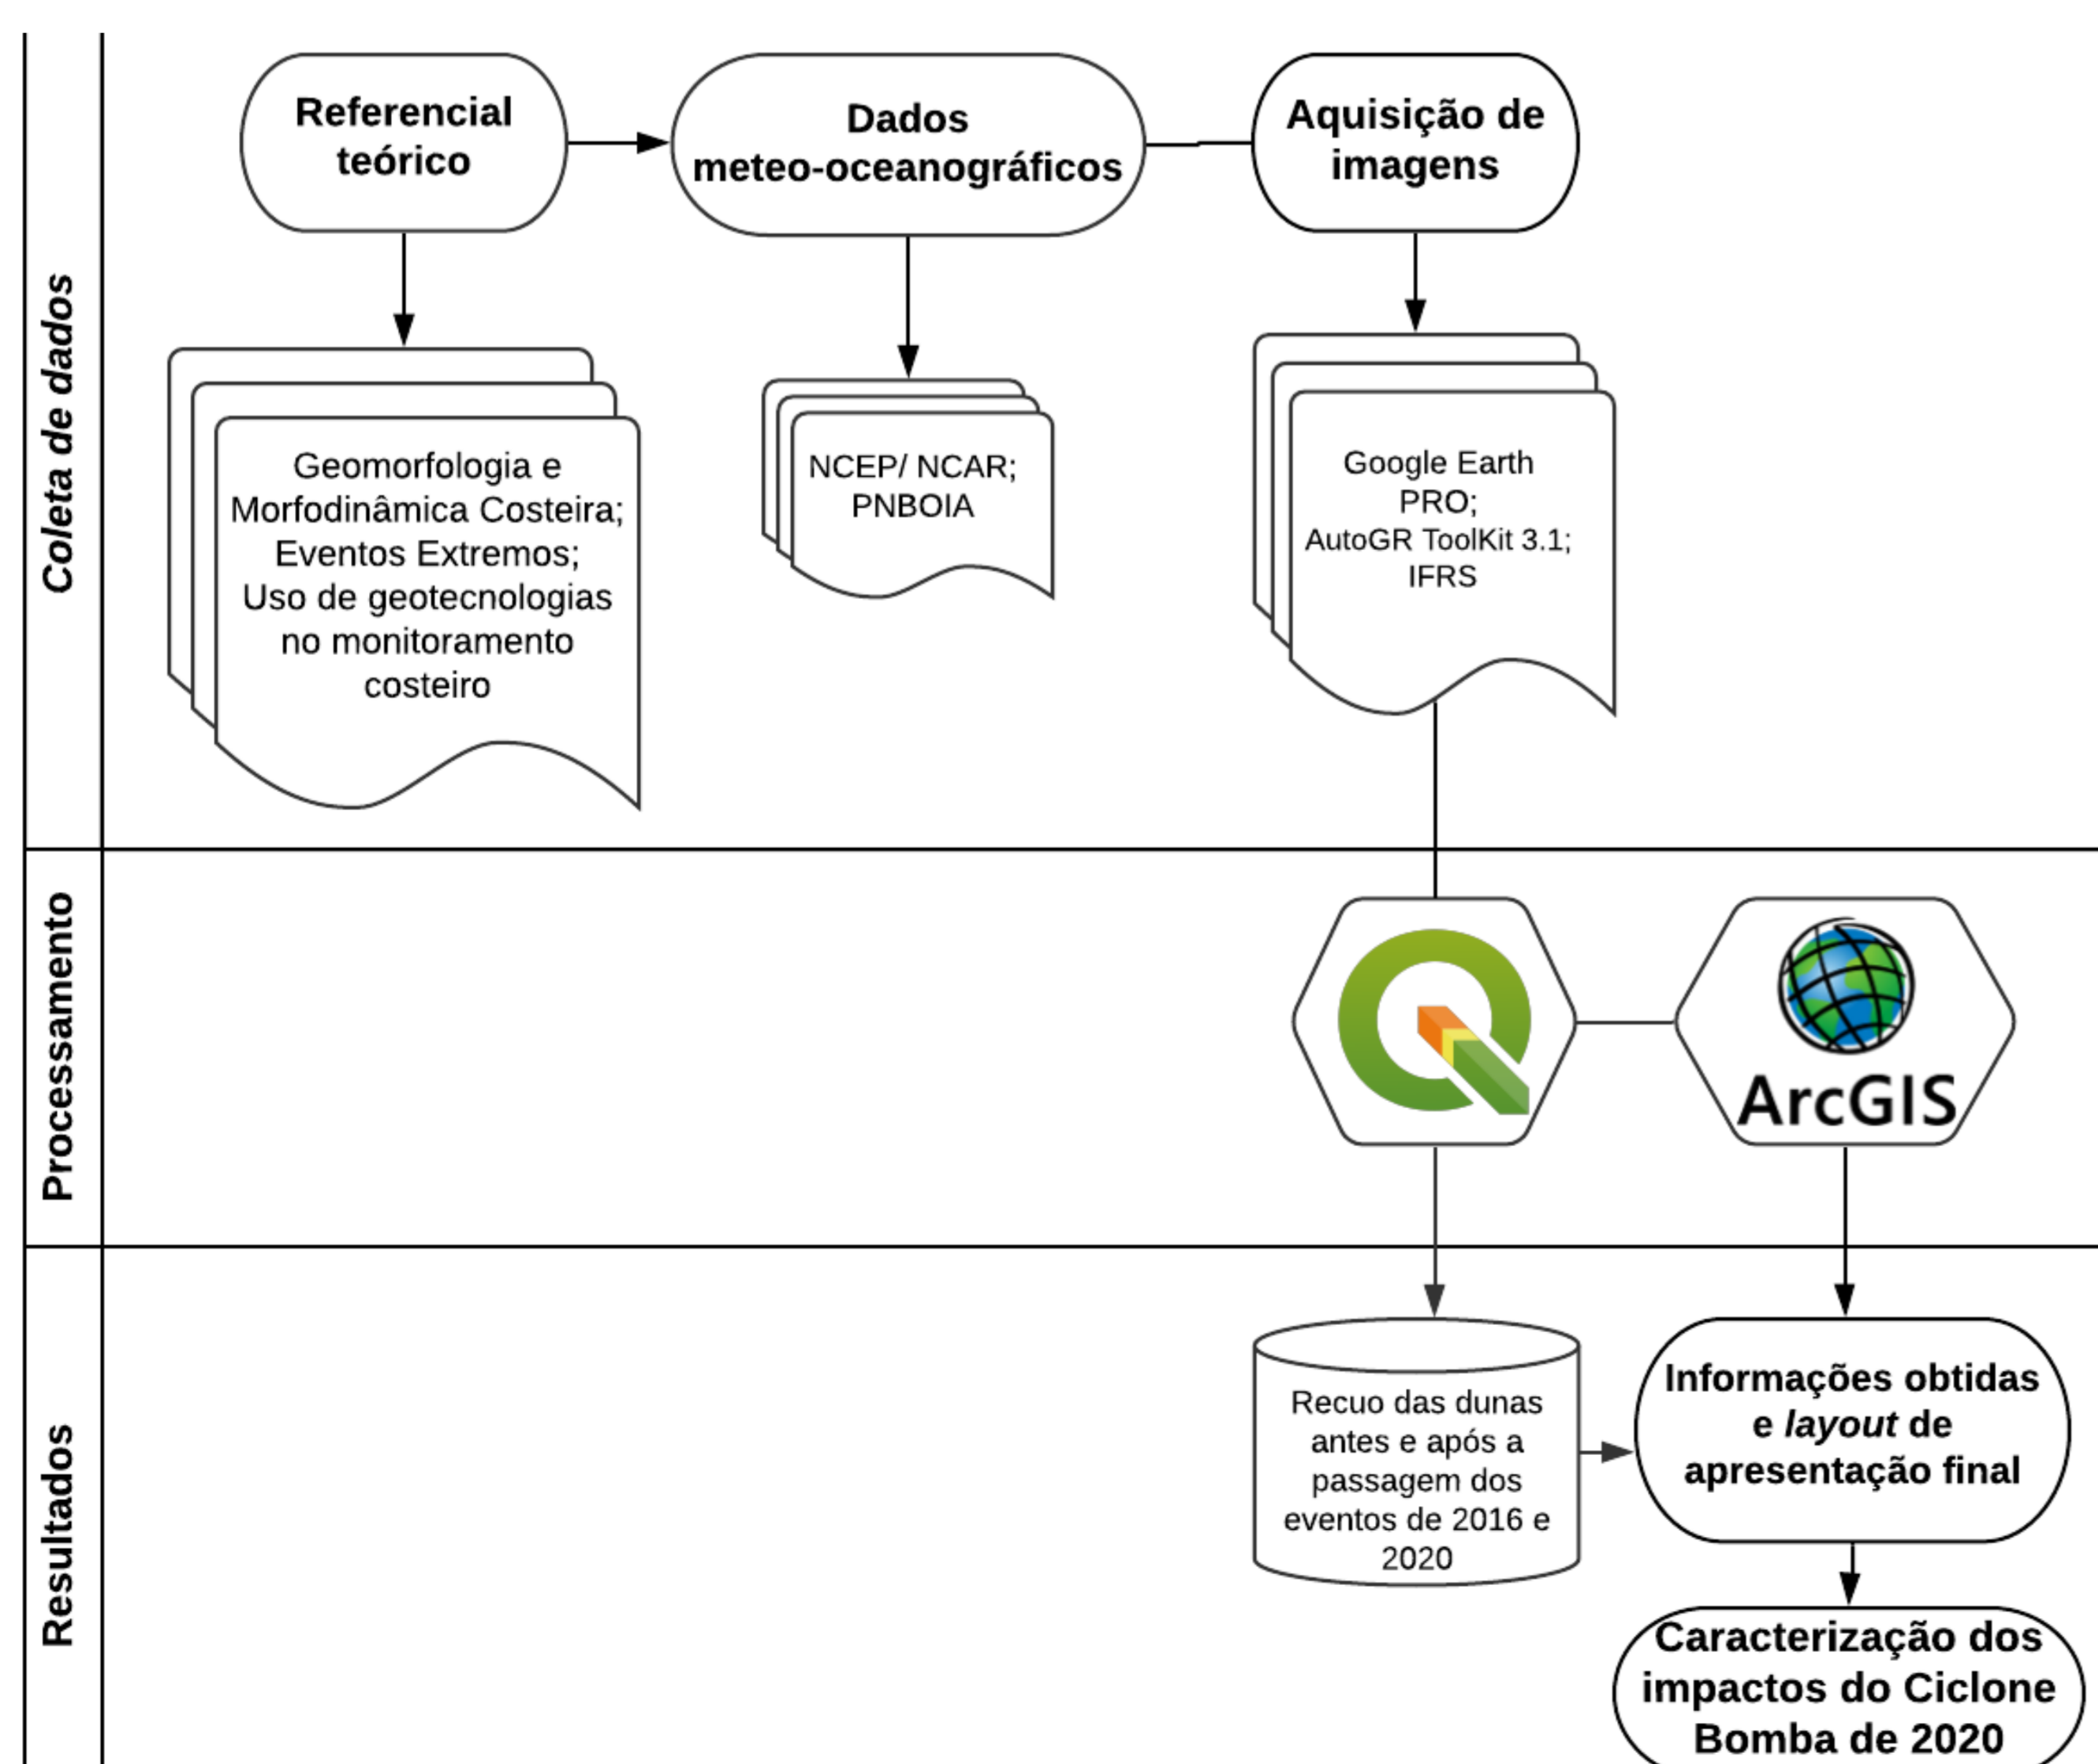 Coleta de dados
Referencial
teórico
Dados
meteo-oceanográficos
Aquisição de
imagens
Geomorfologia e
Morfodinâmica Costeira;
Eventos Extremos;
Uso de geotecnologias
no monitoramento
costeiro
NCEP/ NCAR;
PNBOIA
Google Earth
PRO;
AutoGR ToolKit 3.1;
IFRS
Processamento
ArcGIS
Resultados
Recuo das dunas
antes e após a
passagem dos
eventos de 2016 e
2020
Informações obtidas
e layout de
apresentação final
Caracterização dos
impactos do Ciclone
Bomba de 2020